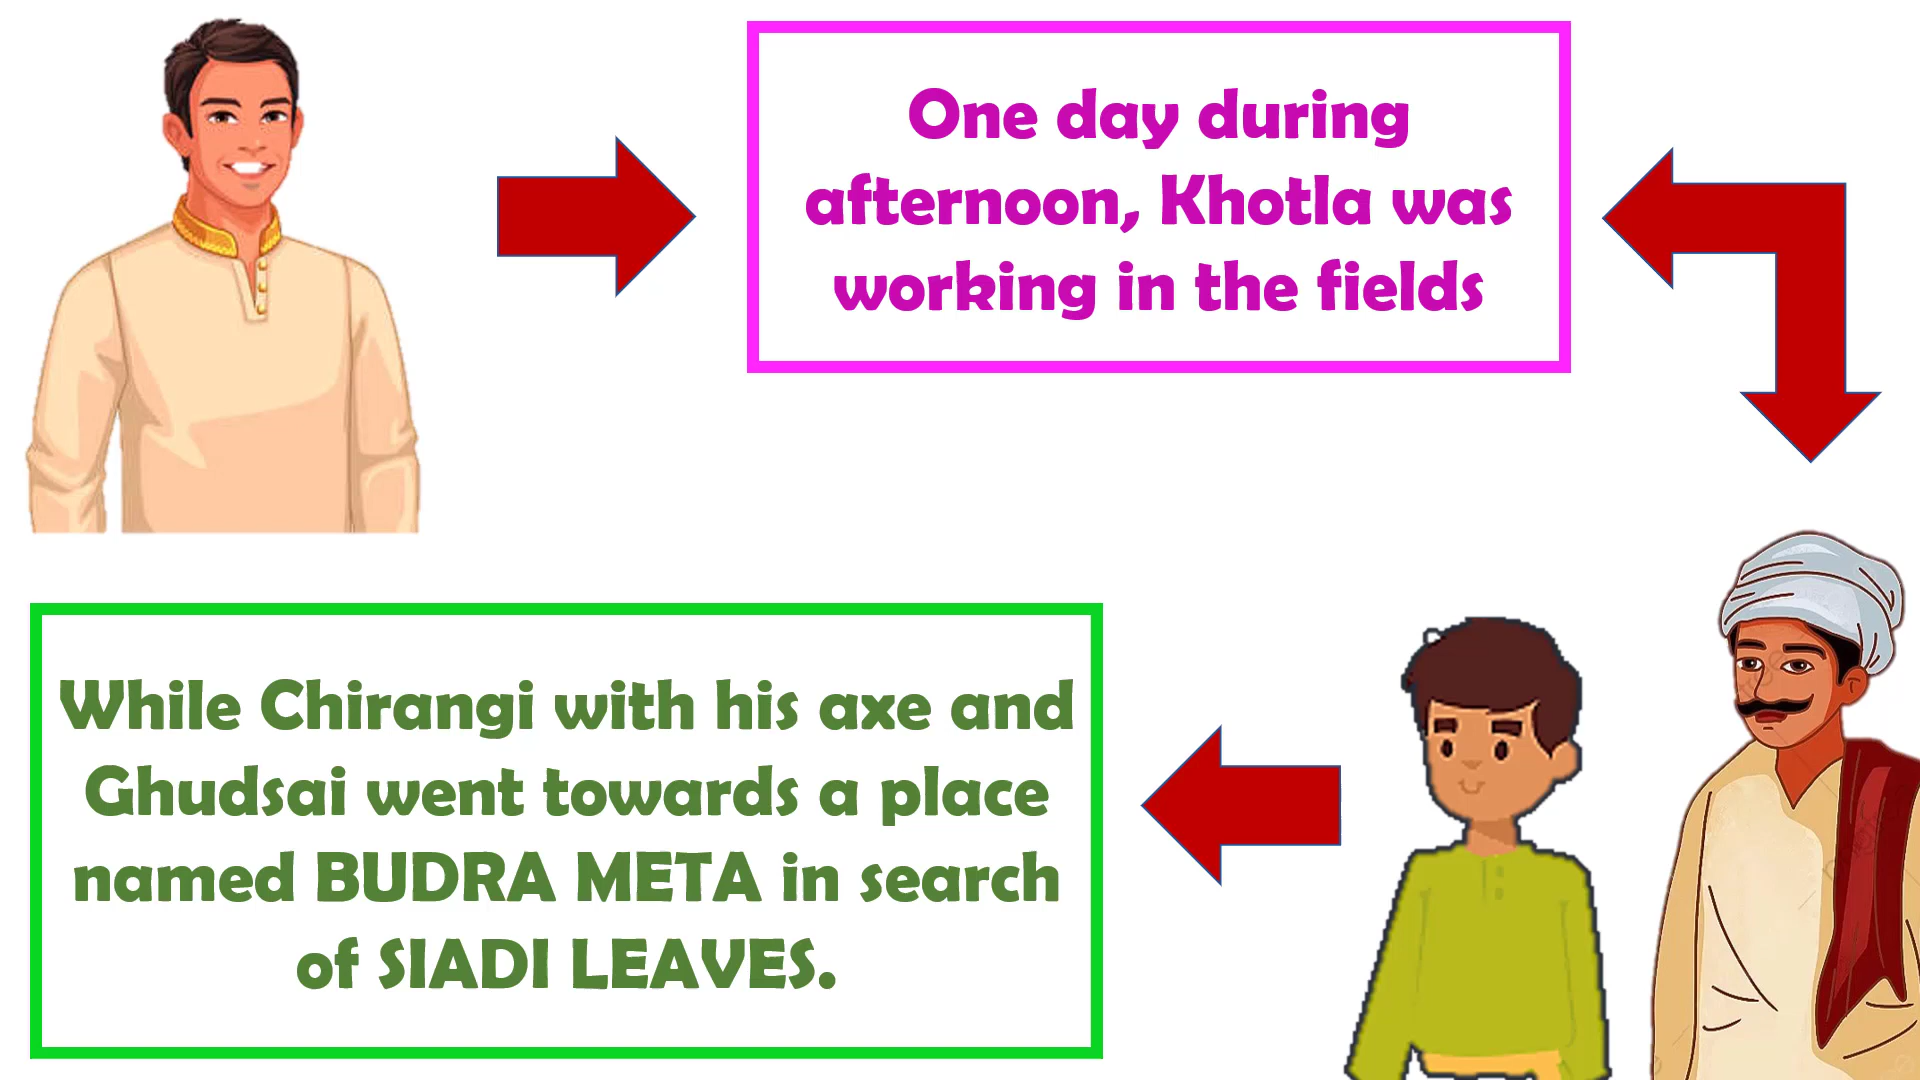 One day during
afternoon, Khotla was
working in the fields
While Chirangi with his axe and
Ghudsai went towards a place
named BUDRA META in search
of SIADI LEAVES.